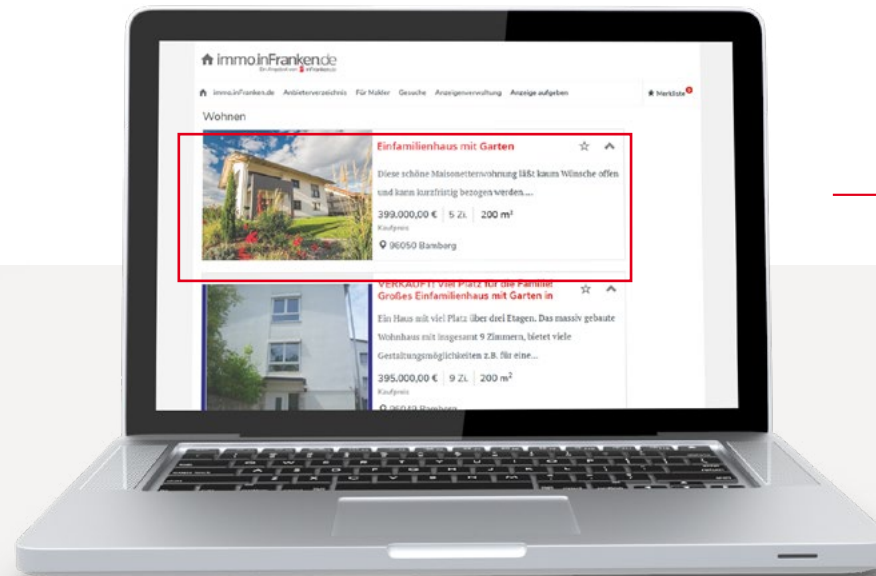 immo.inFranken.de
Ein Angebot von inFranken.de
immo.inFranken.de Anbieterverzeichnis Für Makler Gesuche Anzeigenverwaltung Anzeige aufgeben Merkliste 0
Wohnen
Einfamilienhaus mit Garten
Diese schöne Maisonettenwohnung läßt kaum Wünsche offen
und kann kurzfristig bezogen werden....
399.000,00 € 5 Zi. 200 m²
Kaufpreis
96050 Bamberg
VERKAUFT! Viel Platz für die Familie!
Großes Einfamilienhaus mit Garten in
Ein Haus mit viel Platz über drei Etagen. Das massiv gebaute
Wohnhaus mit insgesamt 9 Zimmern, bietet viele
Gestaltungsmöglichkeiten z.B. für eine...
395.000,00 € 9 Zi. 200 m²
Kaufpreis
96049 Bamberg